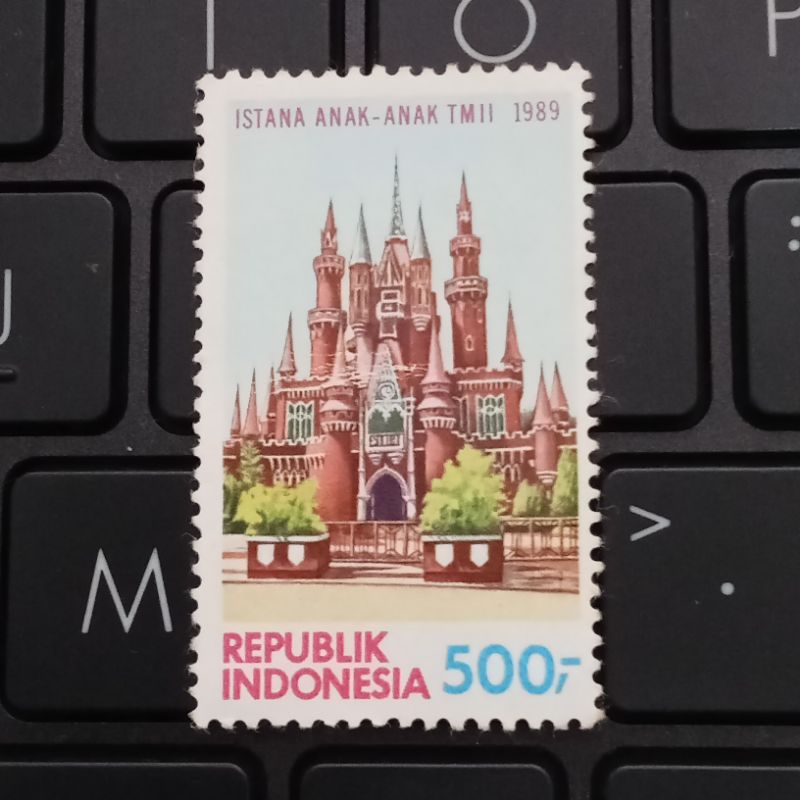 I
O
P
ISTANA ANAK-ANAK TMII 1989
U
M
>
.
REPUBLIK
INDONESIA
500,-